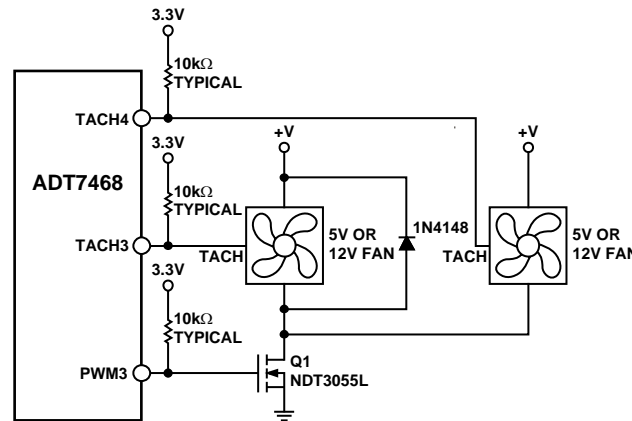 3.3V
10kΩ
TYPICAL
TACH4
3.3V
+V
+V
ADT7468
10kΩ
TYPICAL
1N4148
5V OR
12V FAN
5V OR
12V FAN
TACH3
TACH
TACH
3.3V
10kΩ
TYPICAL
Q1
NDT3055L
PWM3